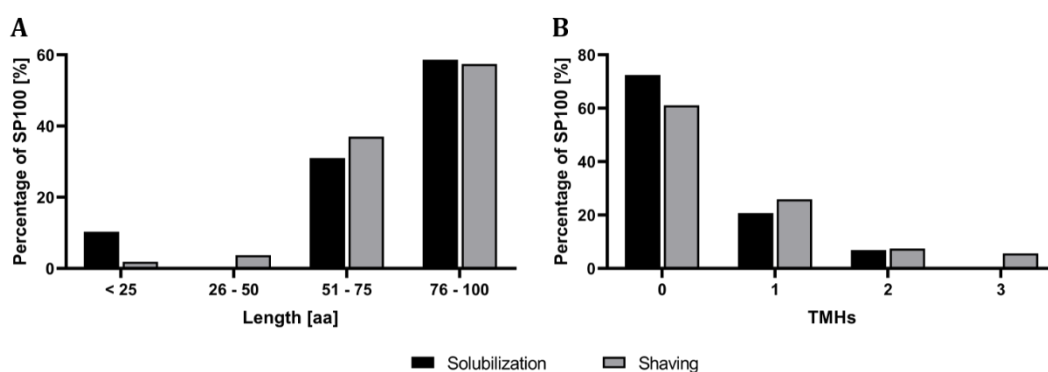 A
Percentage of SP100 [%]
60
40
20
0
< 25
26 - 50
51 - 75
76 - 100
Length [aa]
B
Percentage of SP100 [%]
80
60
40
20
0
0
1
2
3
TMHs
Solubilization
Shaving